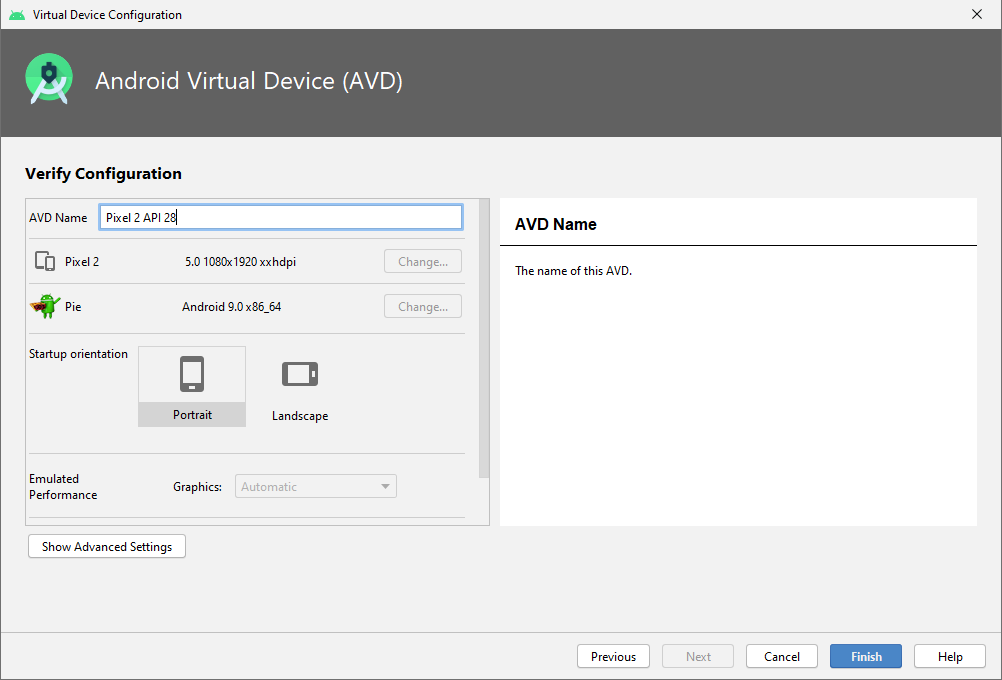 Virtual Device Configuration
Android Virtual Device (AVD)
Verify Configuration
AVD Name Pixel 2 API 28
Pixel 2 5.0 1080x1920 xxhdpi Change...
Pie Android 9.0 x86_64 Change...
Startup orientation
Portrait Landscape
Emulated
Performance
Graphics: Automatic
Show Advanced Settings
AVD Name
The name of this AVD.
Previous Next Cancel Finish Help